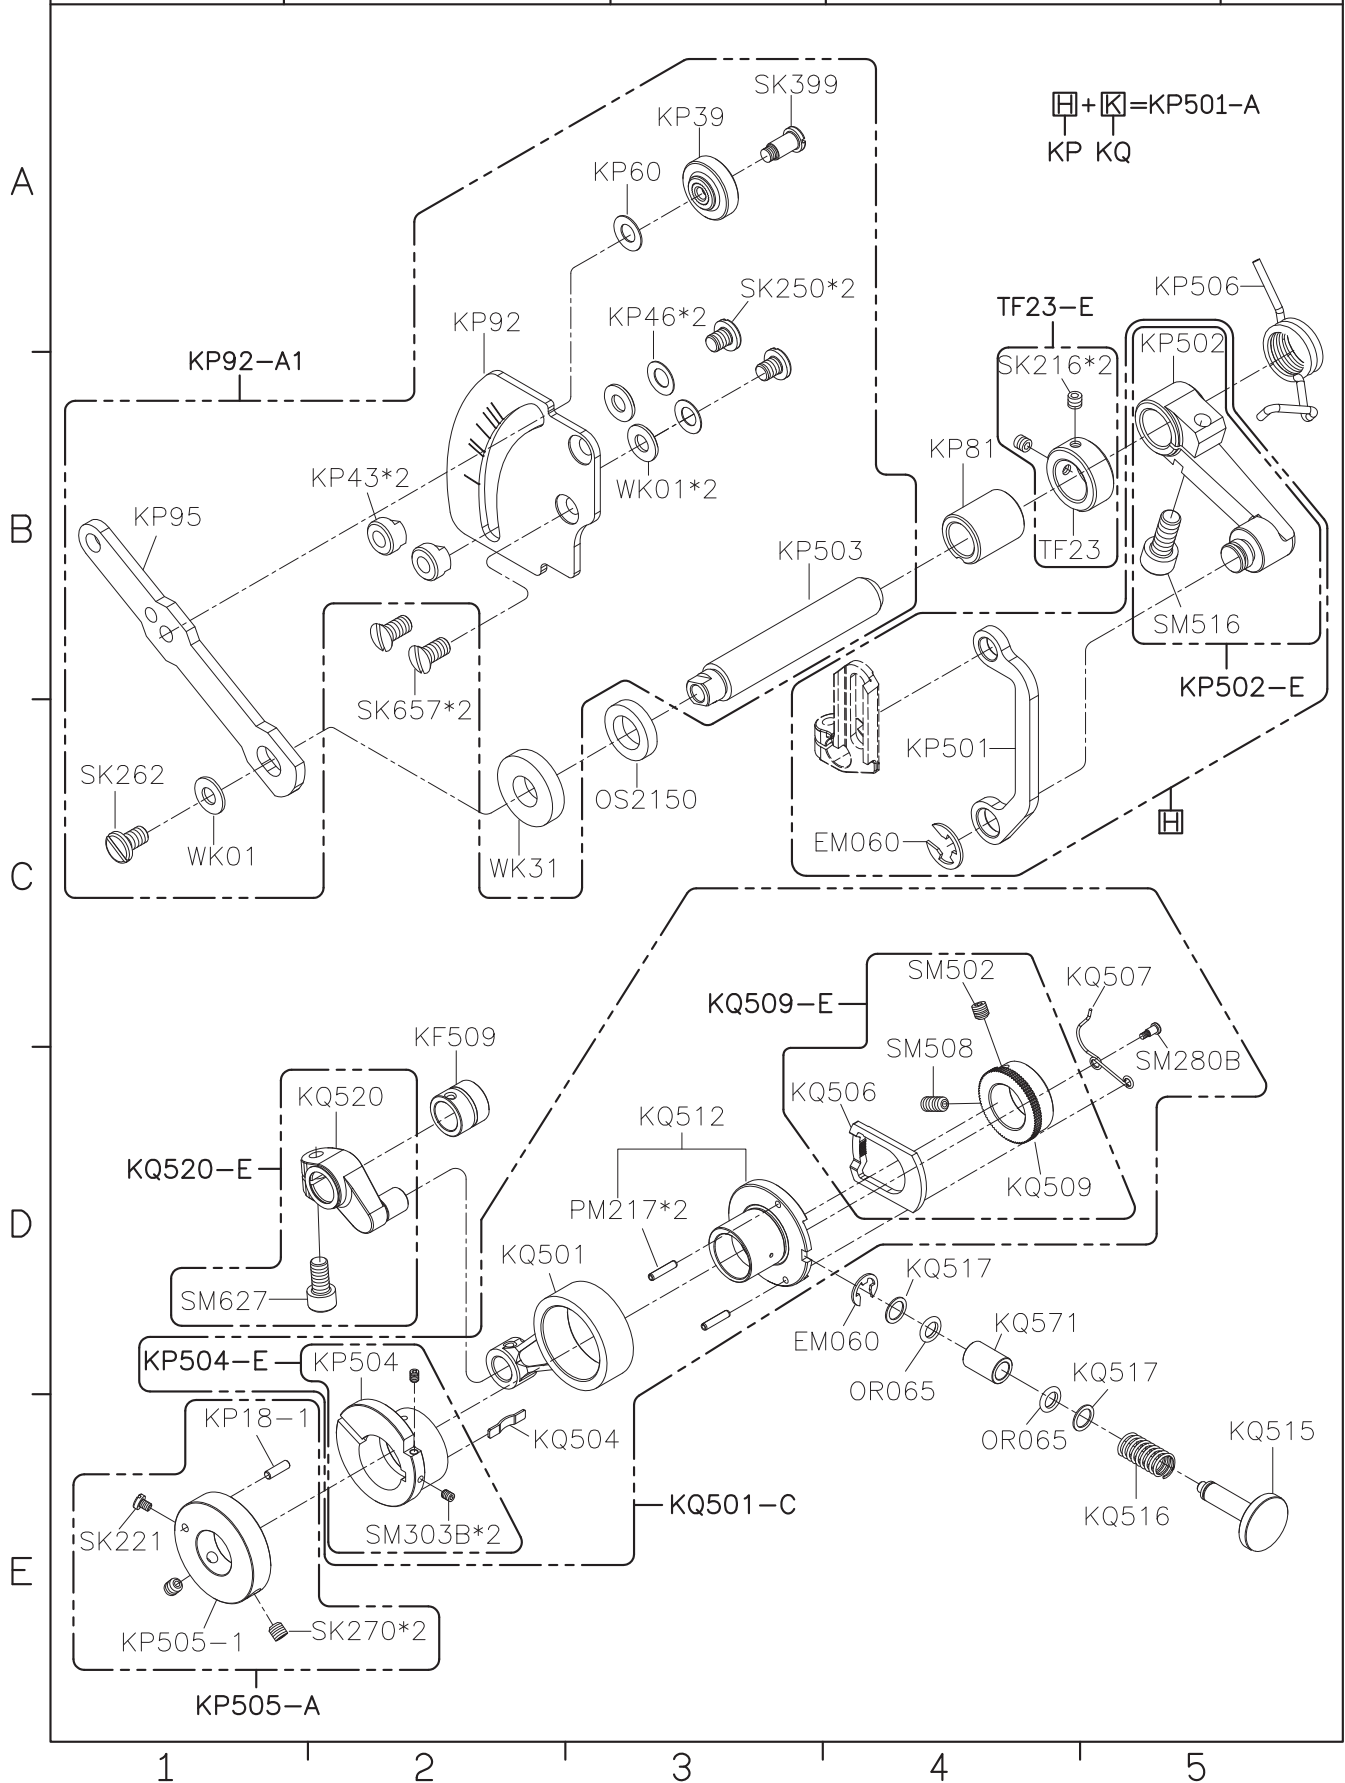 SK399
H+K=KP501-A
KP39
KP KQ
A
KP60
SK250*2
KP506
TF23-E
KP46*2
KP92
KP502
KP92-A1
SK216*2
KP81
KP43*2
WK01*2
KP95
B
KP503
TF23
SM516
KP502-E
SK657*2
KP501
SK262
OS2150
H
EM060
WK01
WK31
C
SM502
KQ507
KQ509-E
KF509
SM508
SM280B
KQ520
KQ506
KQ512
KQ520-E
KQ509
PM217*2
D
KQ501
KQ517
SM627
KQ571
EM060
KP504-E
KP504
KQ517
OR065
KP18-1
KQ504
OR065
KQ515
KQ501-C
KQ516
SK221
SM303B*2
E
KP505-1
SK270*2
KP505-A
1 2 3 4 5